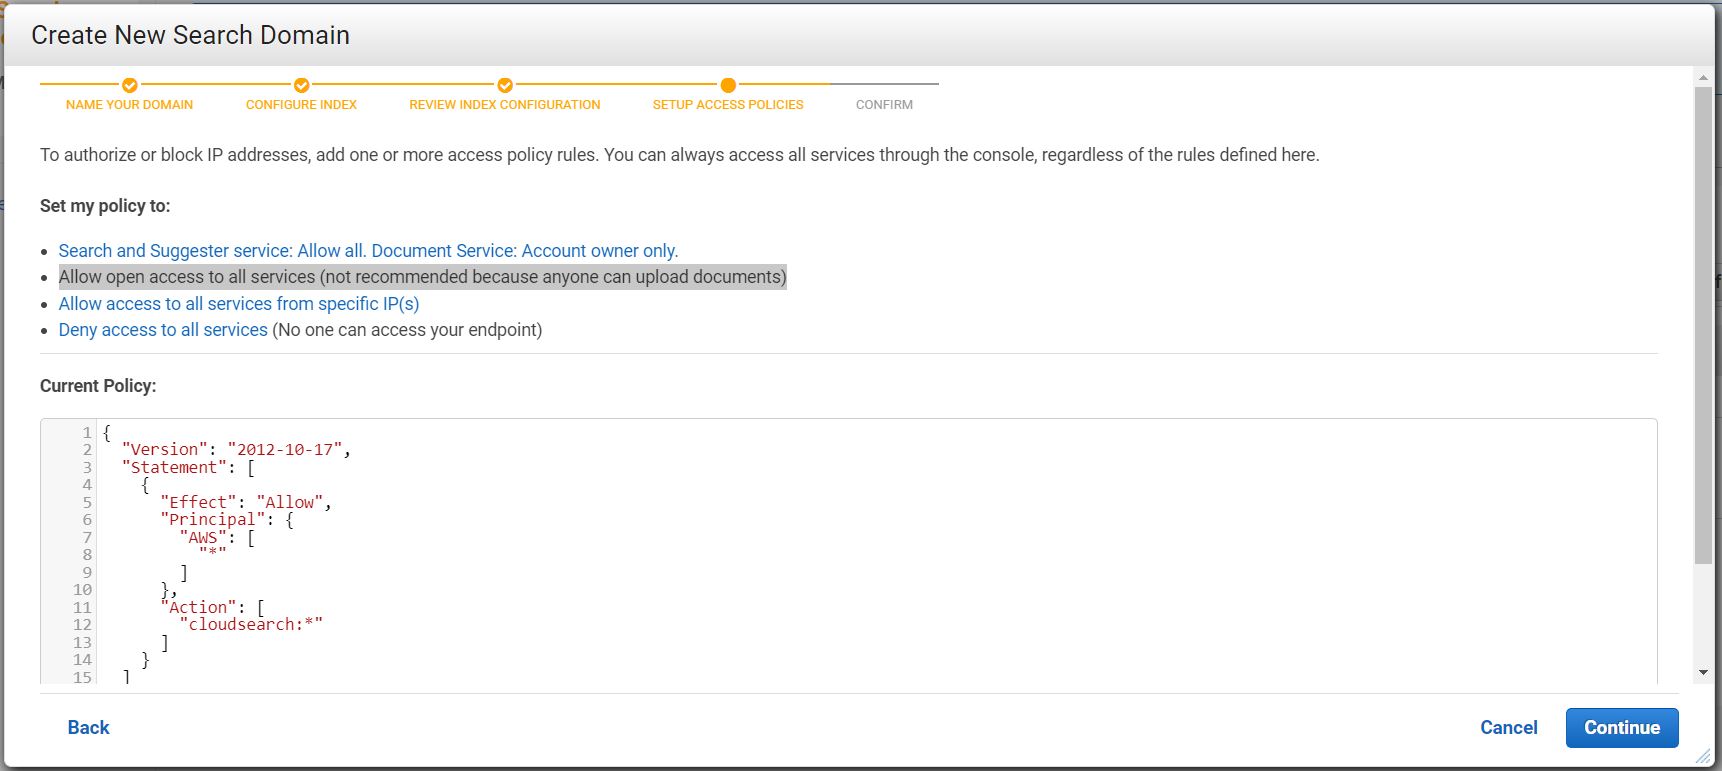 Create New Search Domain
NAME YOUR DOMAIN
CONFIGURE INDEX
REVIEW INDEX CONFIGURATION
SETUP ACCESS POLICIES
CONFIRM
To authorize or block IP addresses, add one or more access policy rules. You can always access all services through the console, regardless of the rules defined here.
Set my policy to:
Search and Suggester service: Allow all. Document Service: Account owner only.
Allow open access to all services (not recommended because anyone can upload documents)
Allow access to all services from specific IP(s)
Deny access to all services (No one can access your endpoint)
Current Policy:
1 {
2 "Version": "2012-10-17",
3 "Statement": [
4 {
5 "Effect": "Allow",
6 "Principal": {
7 "AWS": [
8 "*"
9 ]
10 },
11 "Action": [
12 "cloudsearch:*"
13 ]
14 }
15 ]
Back
Cancel
Continue